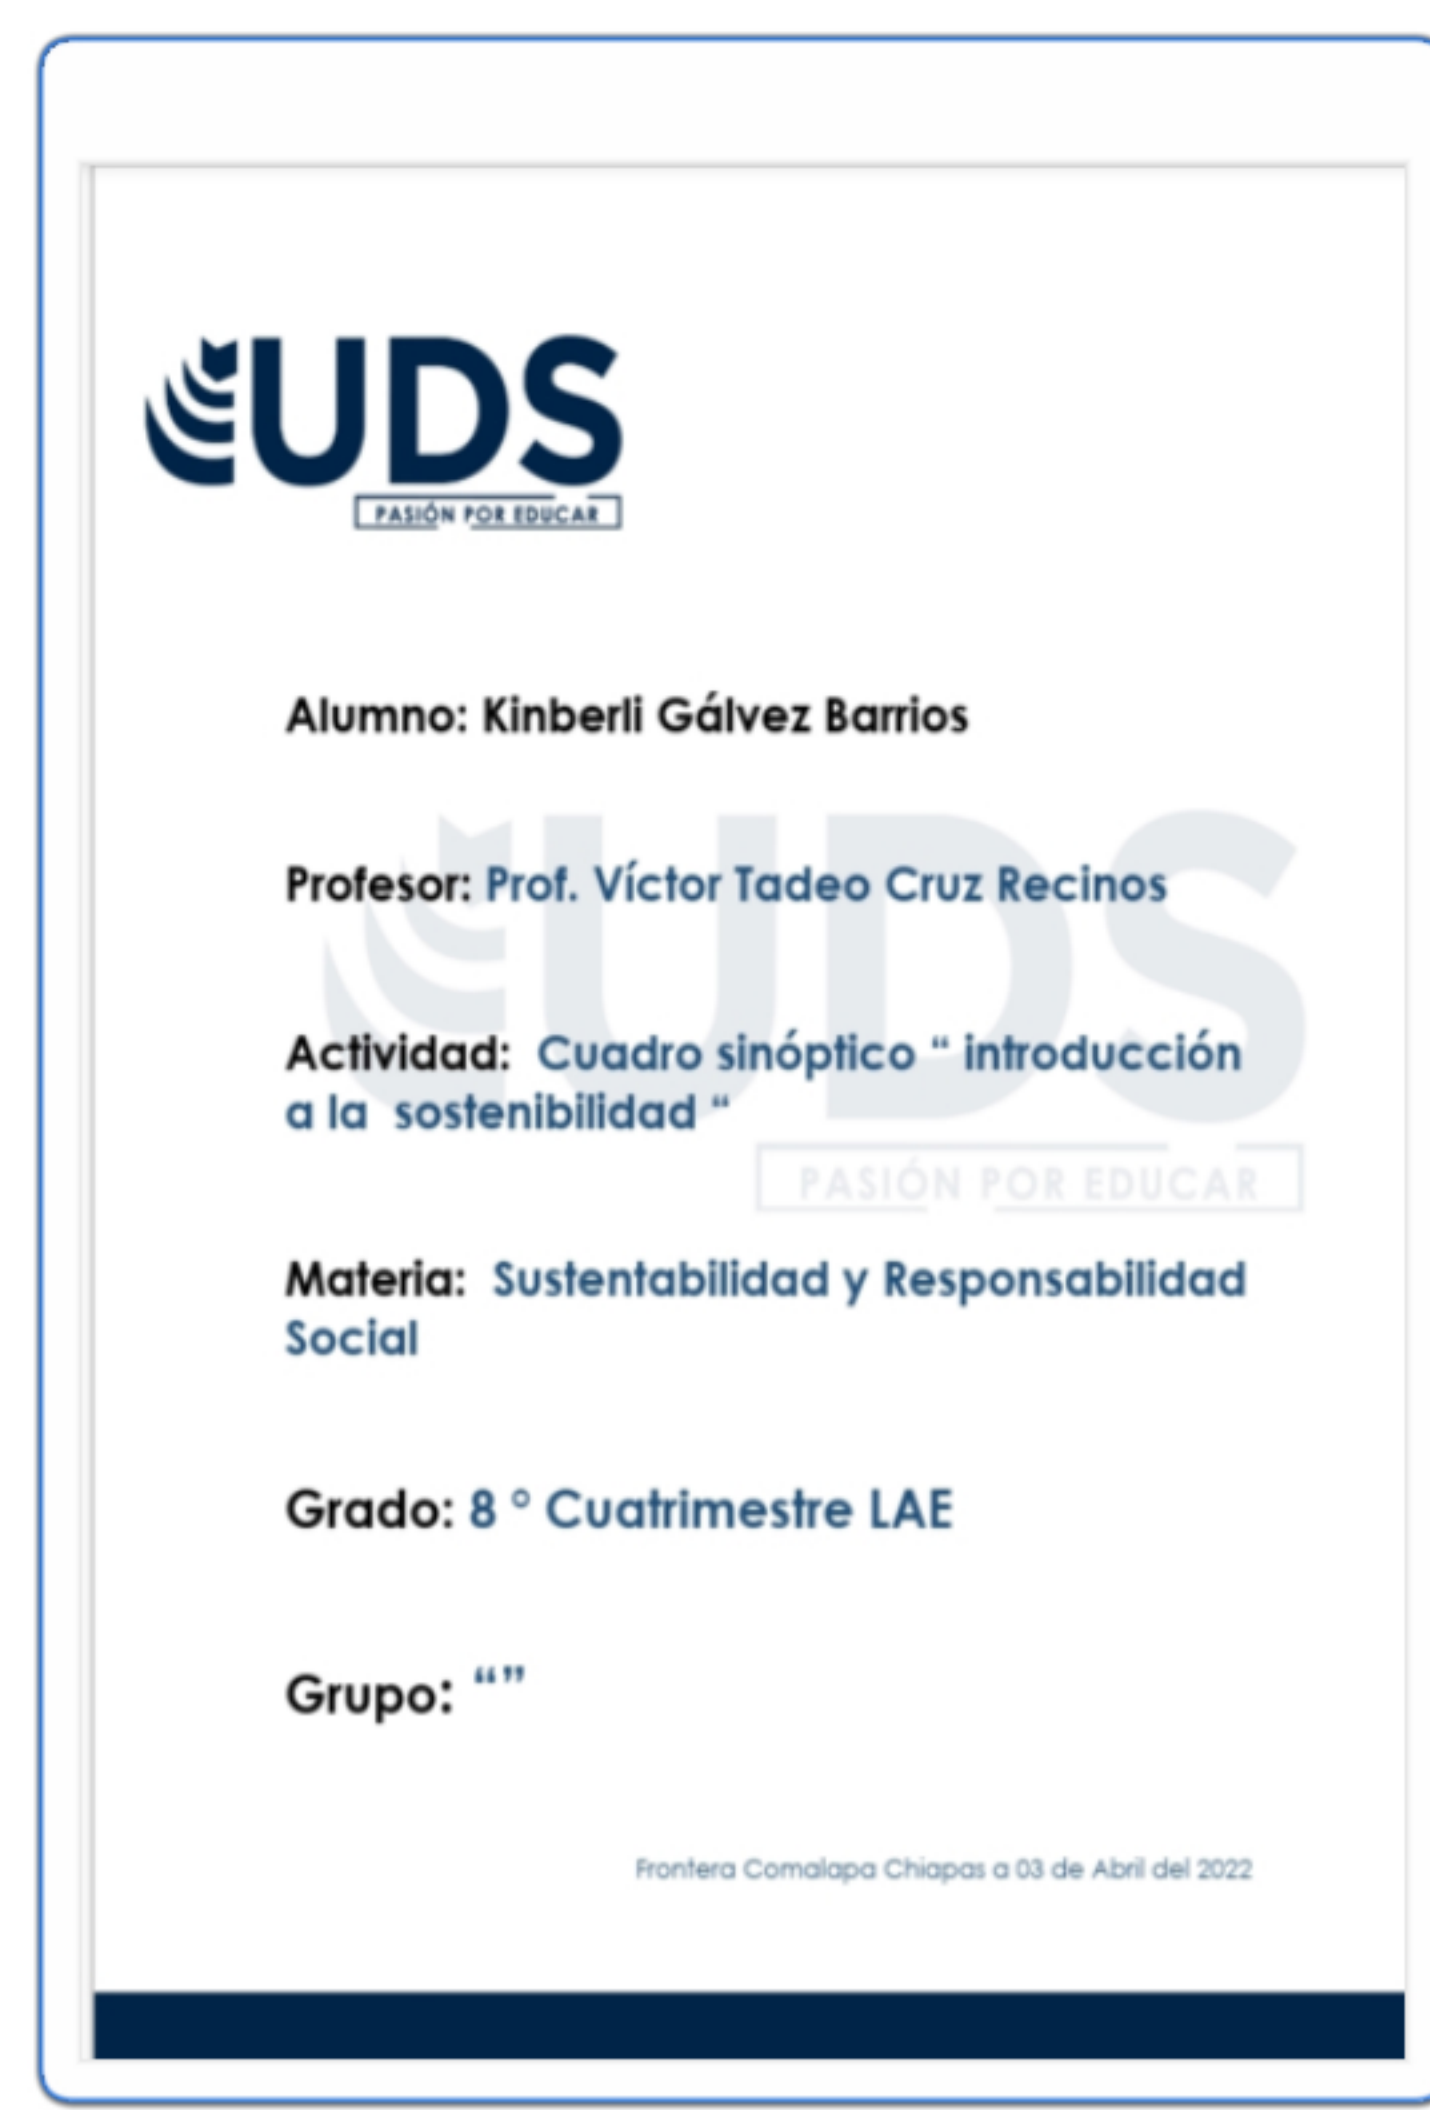 UDS
PASIÓN POR EDUCAR
Alumno: Kinberli Gálvez Barrios
Profesor: Prof. Víctor Tadeo Cruz Recinos
Actividad: Cuadro sinóptico “ introducción
a la sostenibilidad “
UDS
PASIÓN POR EDUCAR
Materia: Sustentabilidad y Responsabilidad
Social
Grado: 8 ° Cuatrimestre LAE
Grupo: “”
Frontera Comalapa Chiapas a 03 de Abril del 2022